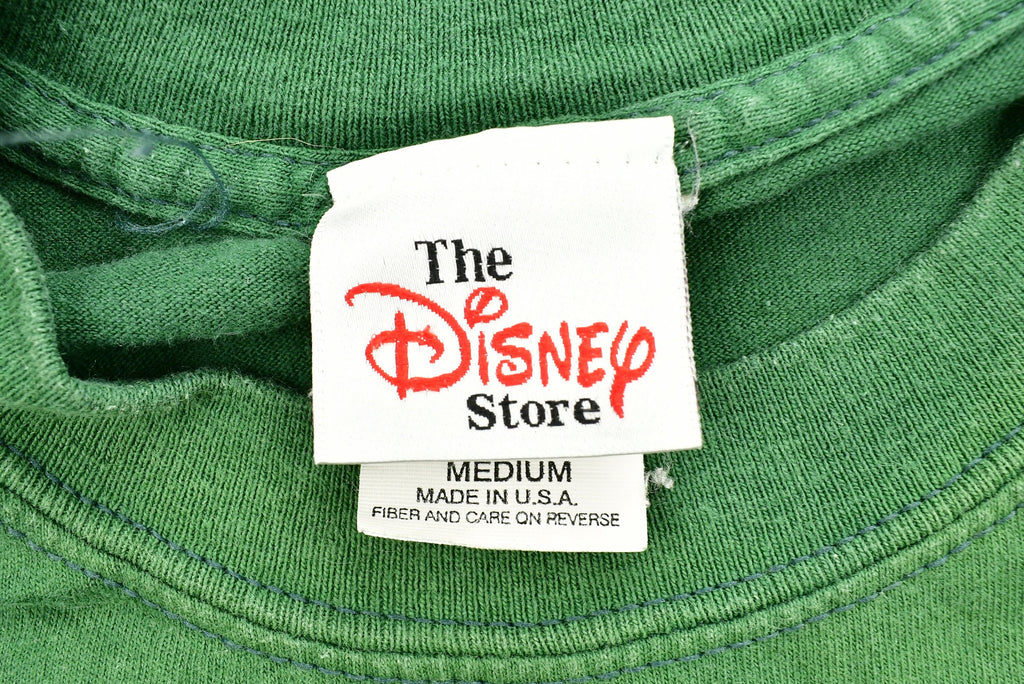 The
Disney
Store
MEDIUM
MADE IN U.S.A.
FIBER AND CARE ON REVERSE